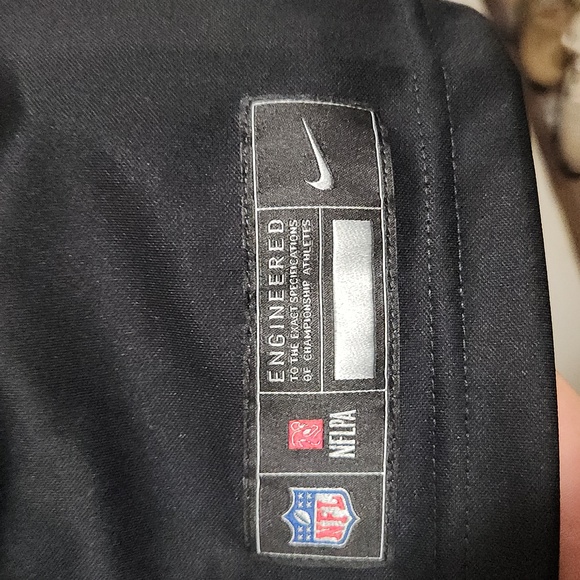 ENGINEERED
TO THE EXACT SPECIFICATIONS
OF CHAMPIONSHIP ATHLETES
NFLPA
NFL